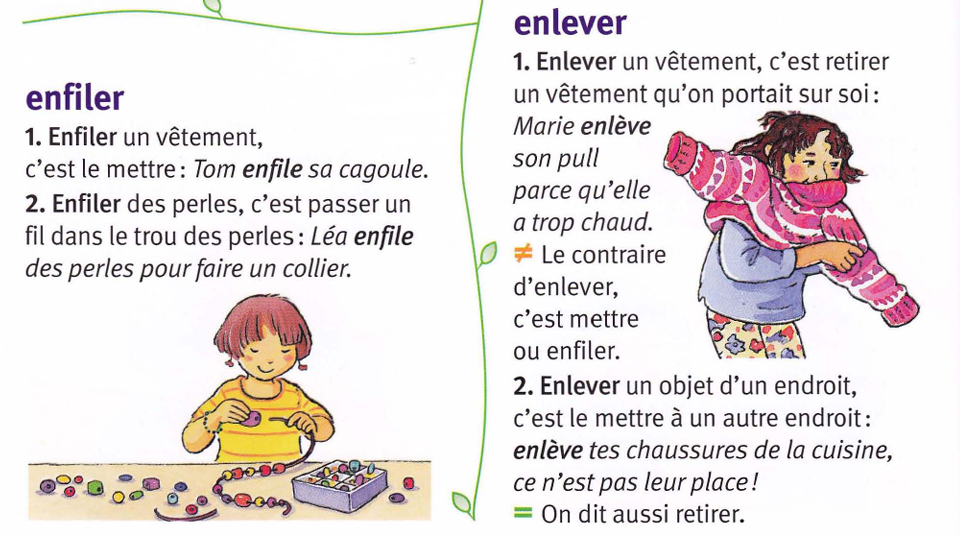 enfiler
1. Enfiler un vêtement,
c'est le mettre : Tom enfile sa cagoule.
2. Enfiler des perles, c'est passer un
fil dans le trou des perles : Léa enfile
des perles pour faire un collier.
enlever
1. Enlever un vêtement, c'est retirer
un vêtement qu'on portait sur soi :
Marie enlève
son pull
parce qu'elle
a trop chaud.
≠ Le contraire
d'enlever,
c'est mettre
ou enfiler.
2. Enlever un objet d'un endroit,
c'est le mettre à un autre endroit :
enlève tes chaussures de la cuisine,
ce n'est pas leur place !
= On dit aussi retirer.